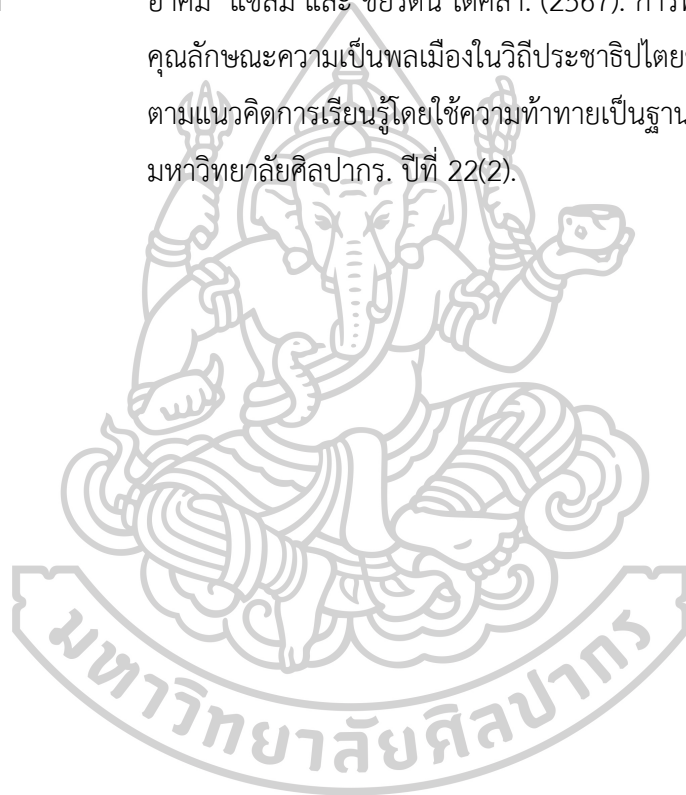 คุณลักษณะความเป็นพลเมืองในวิถีประชาธิปไตย
ตามแนวคิดการเรียนรู้โดยใช้ความท้าทายเป็นฐาน
มหาวิทยาลัยศิลปากร. ปีที่ 22(2).
มหาวิทยาลัยศิลปากร